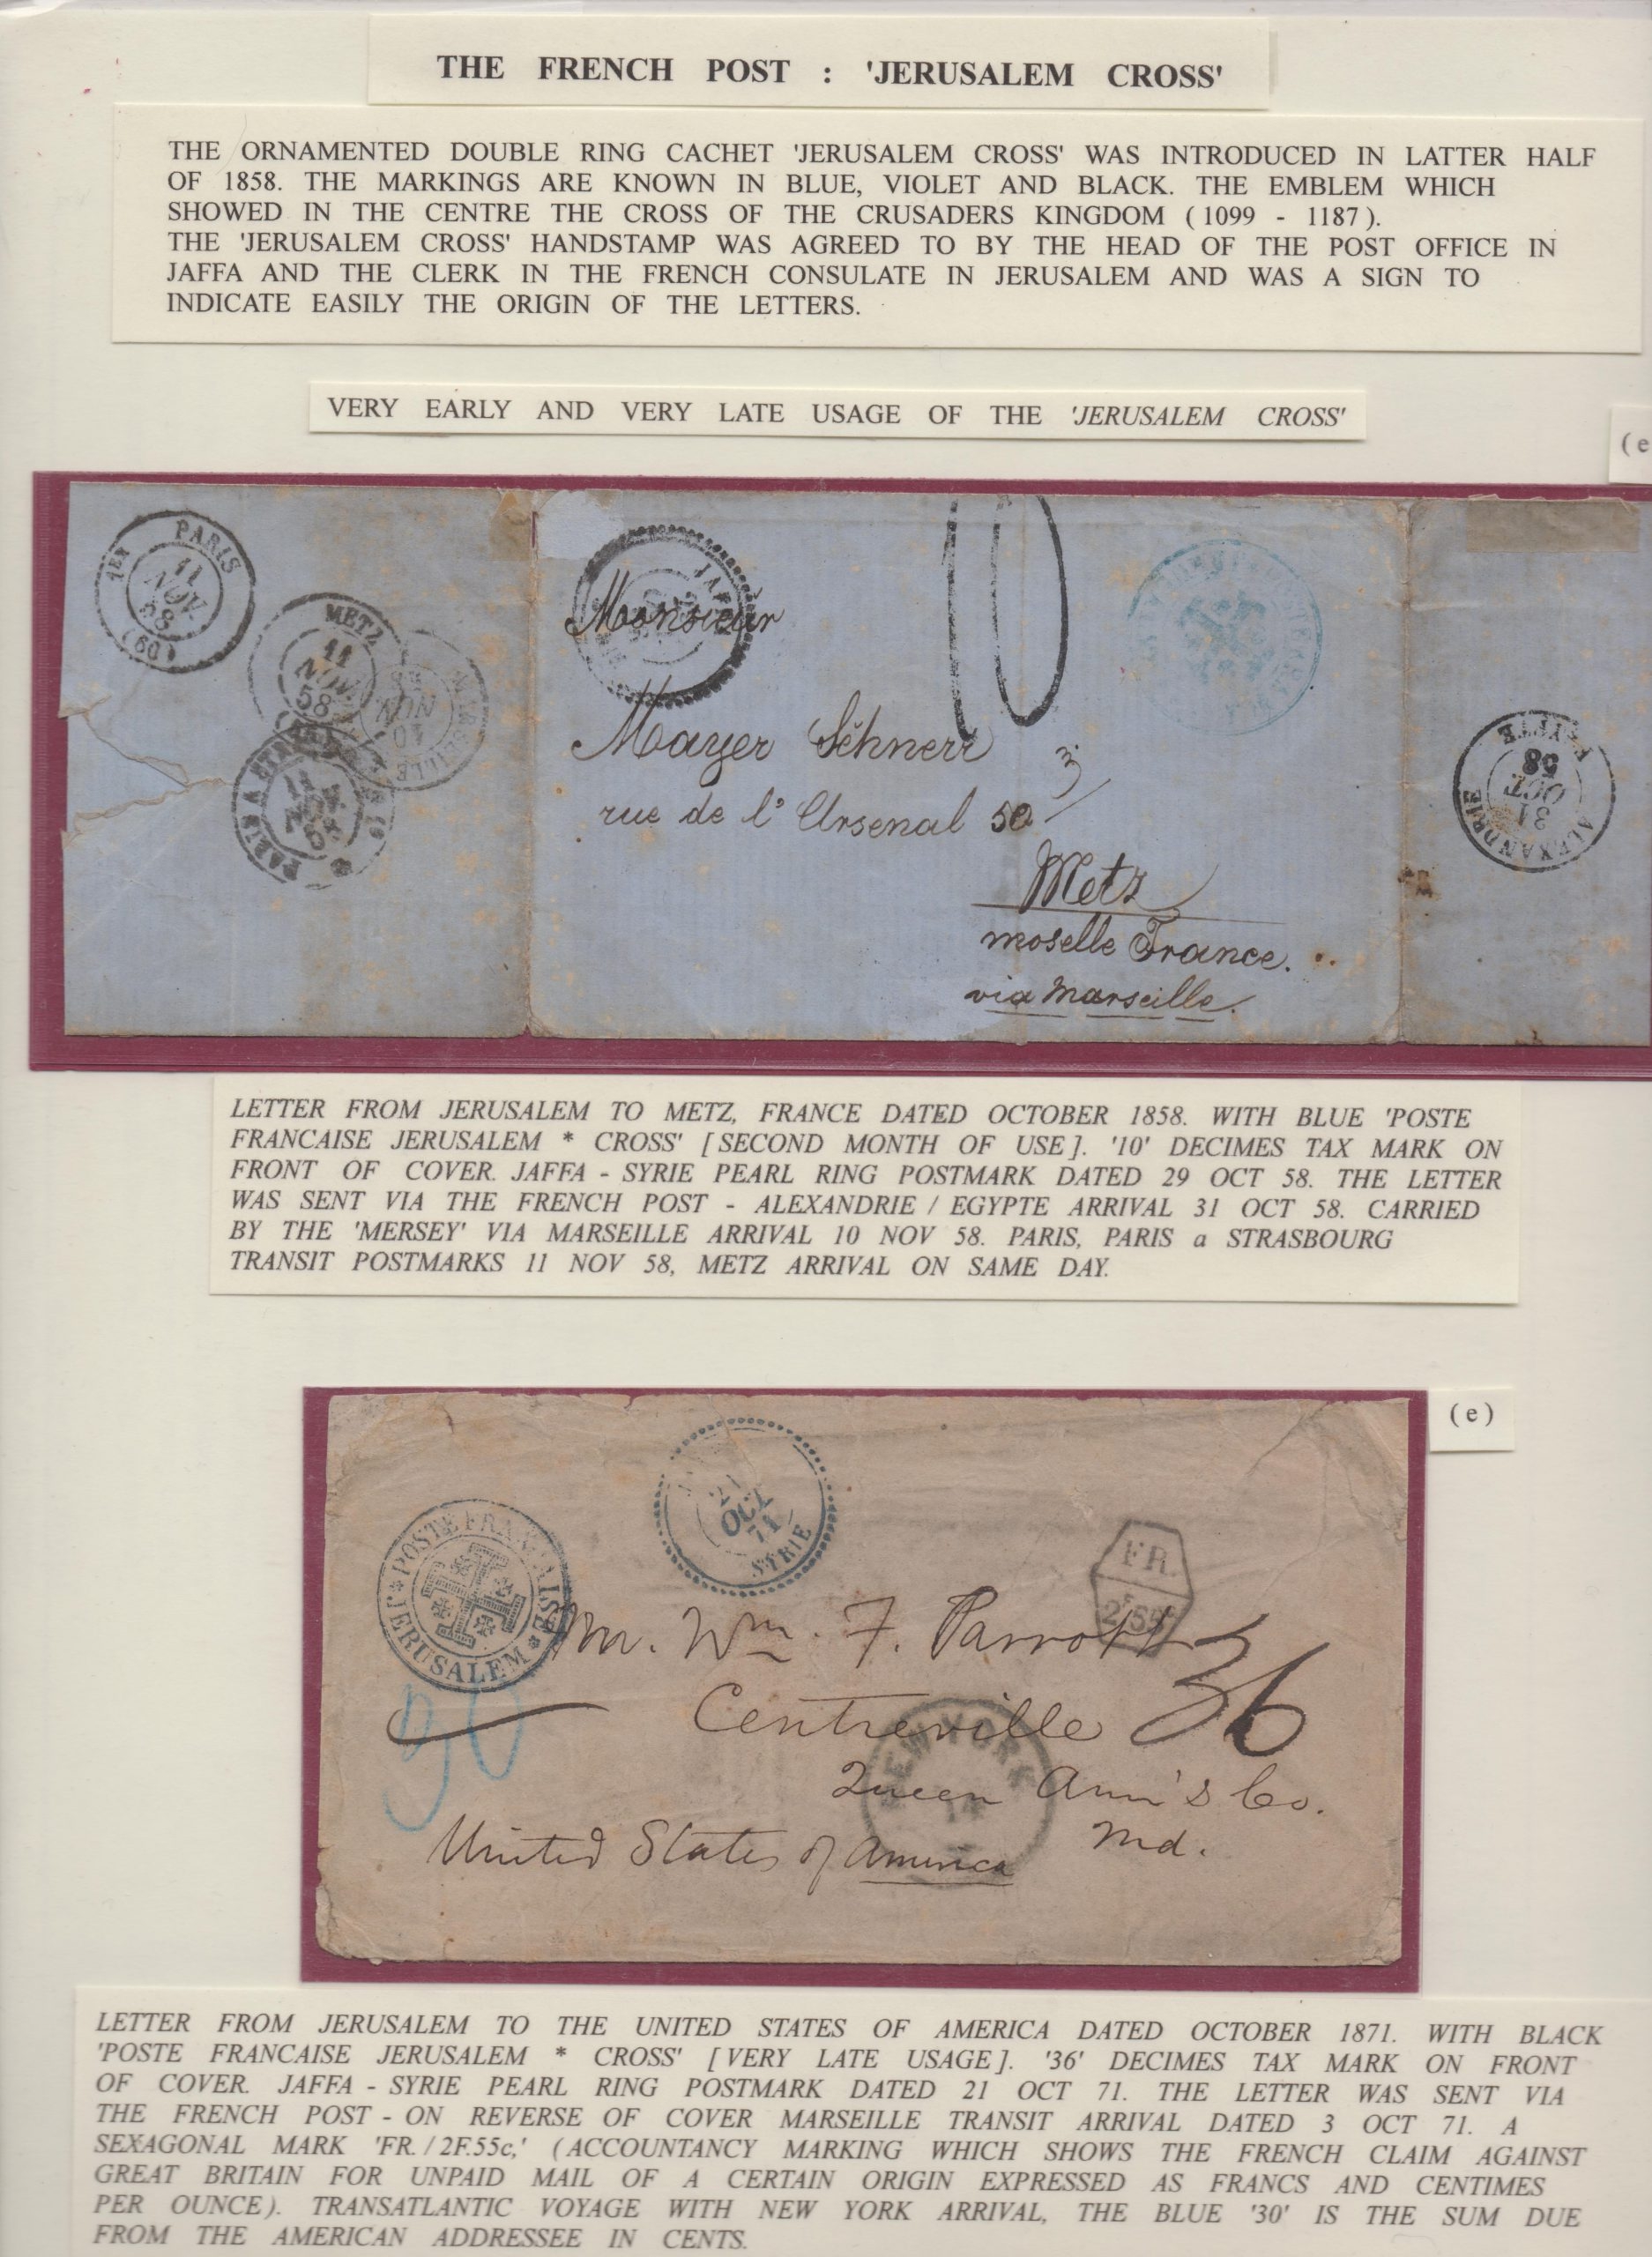 THE FRENCH POST : 'JERUSALEM CROSS'
THE ORNAMENTED DOUBLE RING CACHET 'JERUSALEM CROSS' WAS INTRODUCED IN LATTER HALF
OF 1858. THE MARKINGS ARE KNOWN IN BLUE, VIOLET AND BLACK. THE EMBLEM WHICH
SHOWED IN THE CENTRE THE CROSS OF THE CRUSADERS KINGDOM (1099 - 1187).
THE 'JERUSALEM CROSS' HANDSTAMP WAS AGREED TO BY THE HEAD OF THE POST OFFICE IN
JAFFA AND THE CLERK IN THE FRENCH CONSULATE IN JERUSALEM AND WAS A SIGN TO
INDICATE EASILY THE ORIGIN OF THE LETTERS.
VERY EARLY AND VERY LATE USAGE OF THE 'JERUSALEM CROSS'
(e
PARIS
11
NOV.
58
(60)
METZ
11
NOV.
58
10
Monsieur
Mayer Schnerr
rue de l'Arsenal 50
Metz
moselle France.
via Marseille.
ALEXANDRIE
31
OCT.
58
EGYPTE
LETTER FROM JERUSALEM TO METZ, FRANCE DATED OCTOBER 1858. WITH BLUE 'POSTE
FRANCAISE JERUSALEM * CROSS' [SECOND MONTH OF USE]. '10' DECIMES TAX MARK ON
FRONT OF COVER. JAFFA - SYRIE PEARL RING POSTMARK DATED 29 OCT 58. THE LETTER
WAS SENT VIA THE FRENCH POST - ALEXANDRIE / EGYPTE ARRIVAL 31 OCT 58. CARRIED
BY THE 'MERSEY' VIA MARSEILLE ARRIVAL 10 NOV 58. PARIS, PARIS a STRASBOURG
TRANSIT POSTMARKS 11 NOV 58, METZ ARRIVAL ON SAME DAY.
(e)
21
OCT.
71
SYRIE
POSTE FRANCAISE
* JERUSALEM *
FR.
2F55c
Mr. Wm. F. Parrott
36
Centreville
NEW YORK
Queen Ann's Co.
Md.
30
United States of America
LETTER FROM JERUSALEM TO THE UNITED STATES OF AMERICA DATED OCTOBER 1871. WITH BLACK
'POSTE FRANCAISE JERUSALEM * CROSS' [VERY LATE USAGE]. '36' DECIMES TAX MARK ON FRONT
OF COVER. JAFFA - SYRIE PEARL RING POSTMARK DATED 21 OCT 71. THE LETTER WAS SENT VIA
THE FRENCH POST - ON REVERSE OF COVER MARSEILLE TRANSIT ARRIVAL DATED 3 OCT 71. A
SEXAGONAL MARK 'FR. / 2F.55c,' (ACCOUNTANCY MARKING WHICH SHOWS THE FRENCH CLAIM AGAINST
GREAT BRITAIN FOR UNPAID MAIL OF A CERTAIN ORIGIN EXPRESSED AS FRANCS AND CENTIMES
PER OUNCE). TRANSATLANTIC VOYAGE WITH NEW YORK ARRIVAL, THE BLUE '30' IS THE SUM DUE
FROM THE AMERICAN ADDRESSEE IN CENTS.